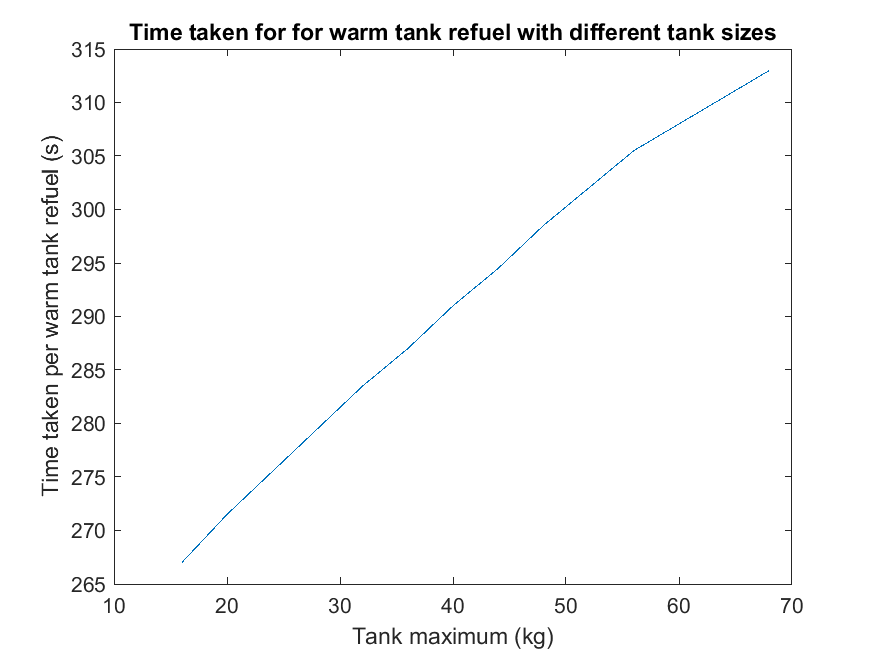 Time taken for for warm tank refuel with different tank sizes
315
310
305
300
295
290
285
280
275
270
265
Time taken per warm tank refuel (s)
10 20 30 40 50 60 70
Tank maximum (kg)